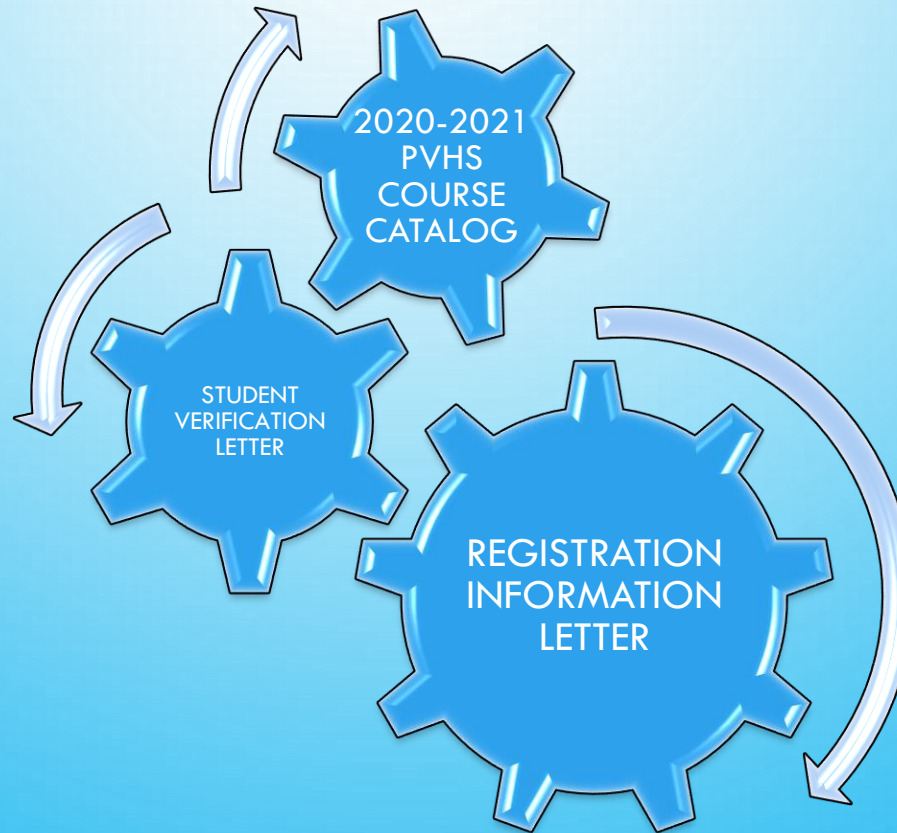 2020-2021
PVHS
COURSE
CATALOG
STUDENT
VERIFICATION
LETTER
REGISTRATION
INFORMATION
LETTER